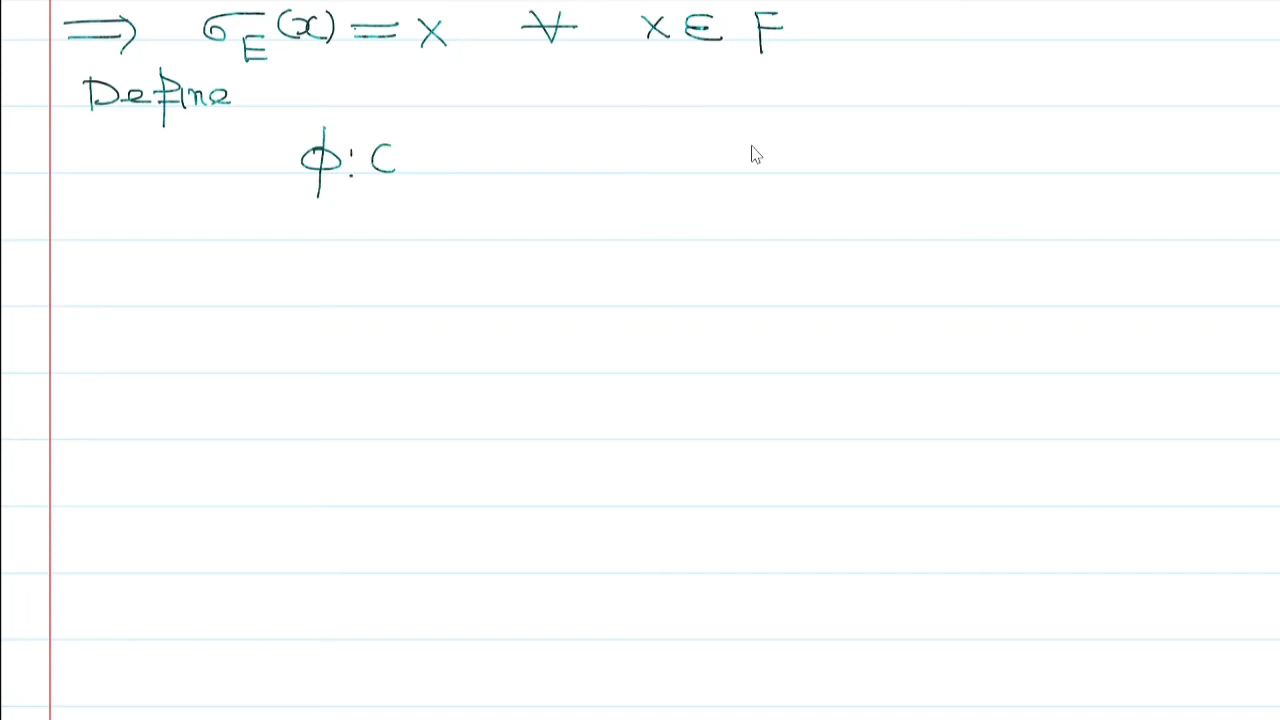 ⟹ σ_E(x) = x ∀ x ∈ F
Define
ϕ: C